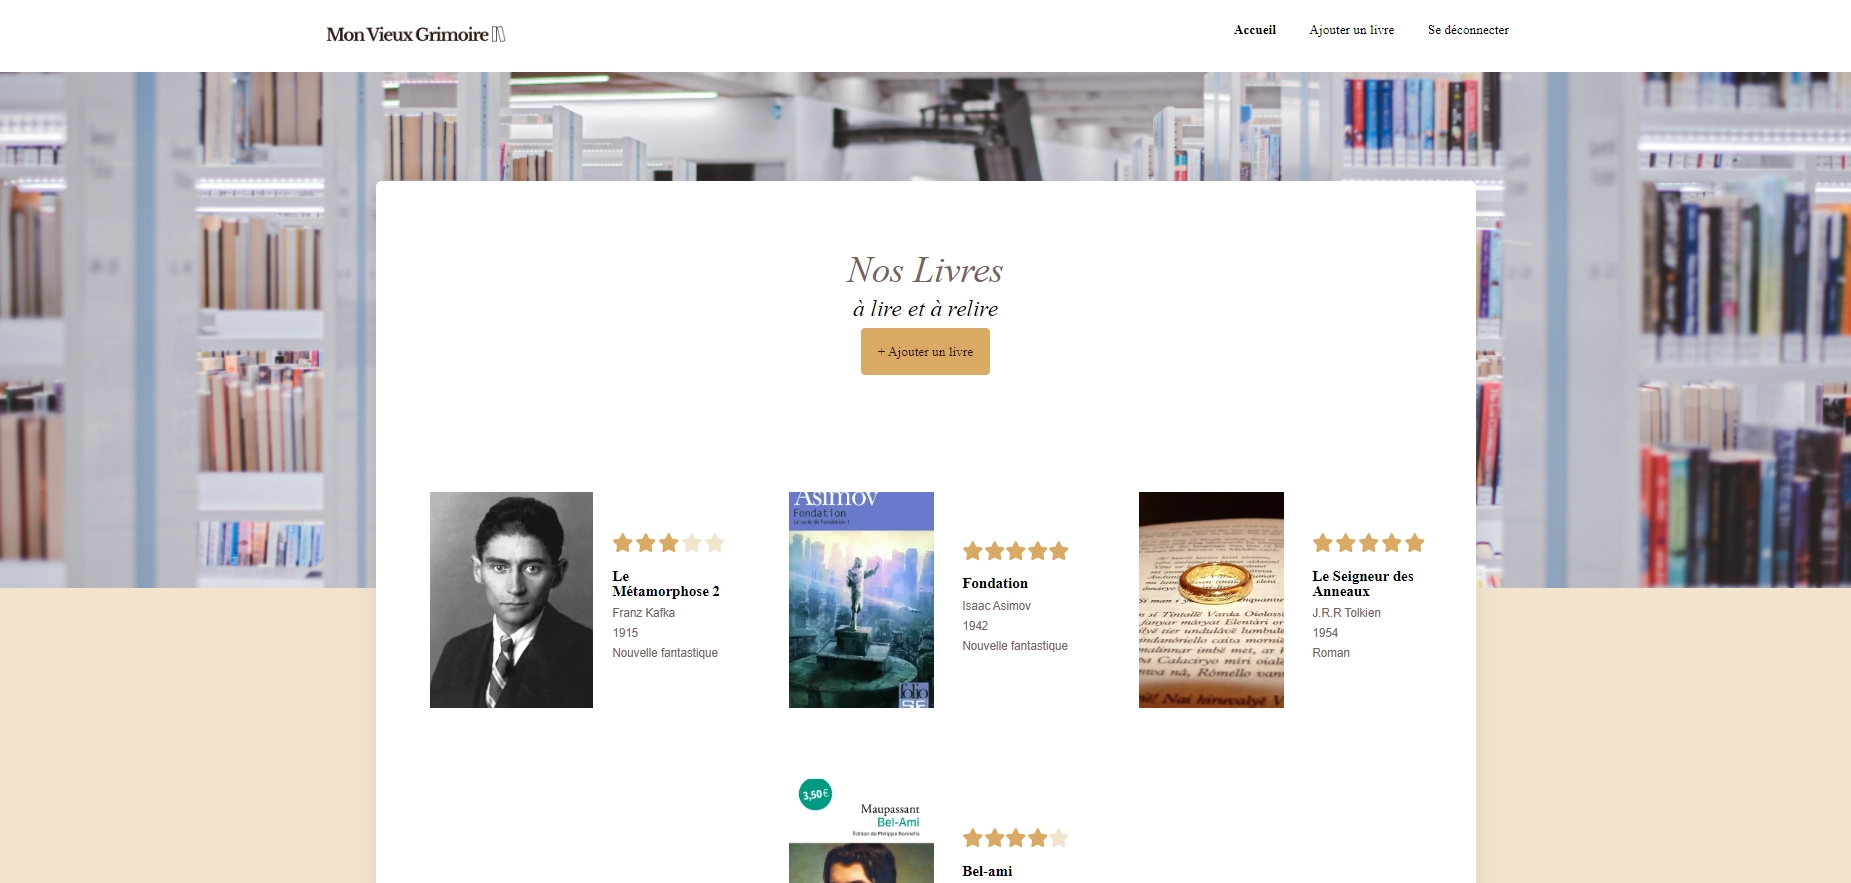 Mon Vieux Grimoire
Accueil
Ajouter un livre
Se déconnecter
Nos Livres
à lire et à relire
+ Ajouter un livre
Le
Métamorphose 2
Franz Kafka
1915
Nouvelle fantastique
Asimov
Fondation
Le cycle de Fondation, I
folio
SF
Fondation
Isaac Asimov
1942
Nouvelle fantastique
Le Seigneur des
Anneaux
J.R.R Tolkien
1954
Roman
3,50€
Maupassant
Bel-Ami
Édition de Philippe Bonnefis
Bel-ami